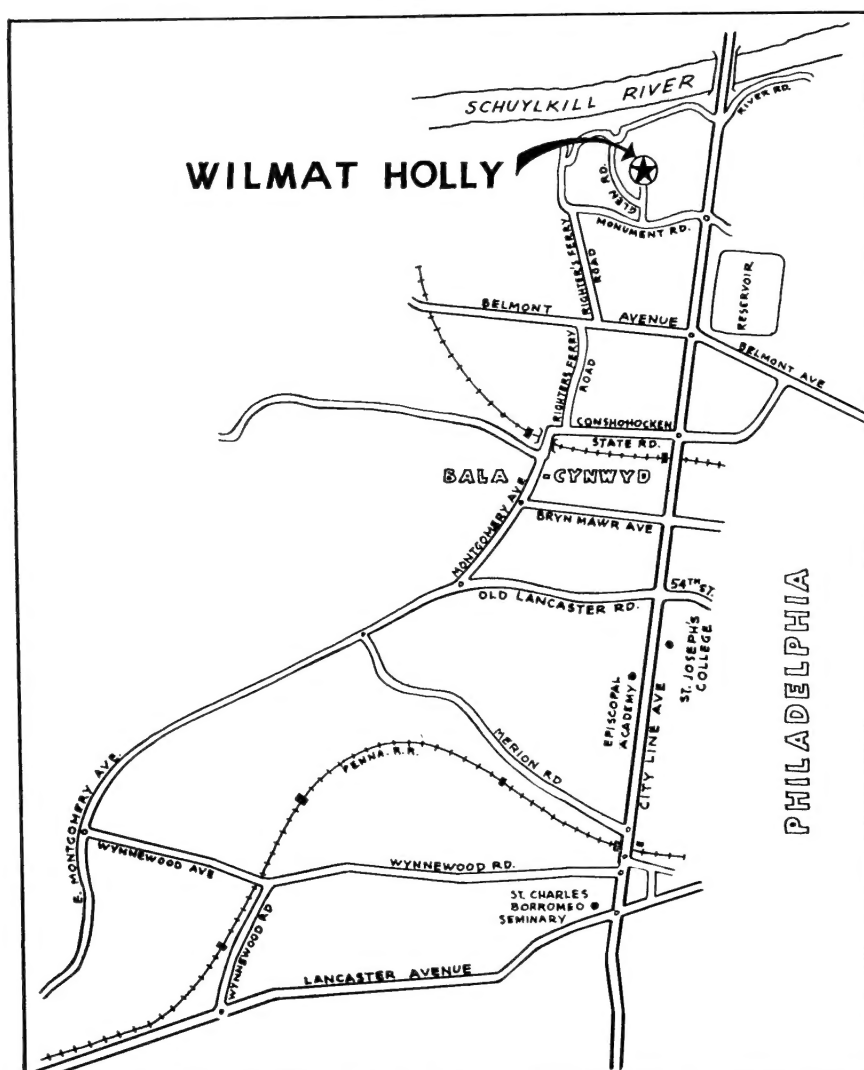 SCHUYLKILL RIVER
RIVER RD.
WILMAT HOLLY
GLEN RD.
MONUMENT RD.
RIGHTER'S FERRY
ROAD
RESERVOIR
BELMONT
AVENUE
BELMONT AVE
RIGHTERS FERRY
ROAD
CONSHOHOCKEN
STATE RD.
BALA
CYNWYD
MONTGOMERY AVE
BRYN MAWR AVE
54TH ST.
OLD LANCASTER RD.
PHILADELPHIA
ST. JOSEPH'S
COLLEGE
EPISCOPAL
ACADEMY
CITY LINE AVE
MERION RD
PENNA. R.R.
E. MONTGOMERY AVE.
WYNNEWOOD AVE
WYNNEWOOD RD.
ST. CHARLES
BORROMEO
SEMINARY
WYNNEWOOD RD
LANCASTER AVENUE